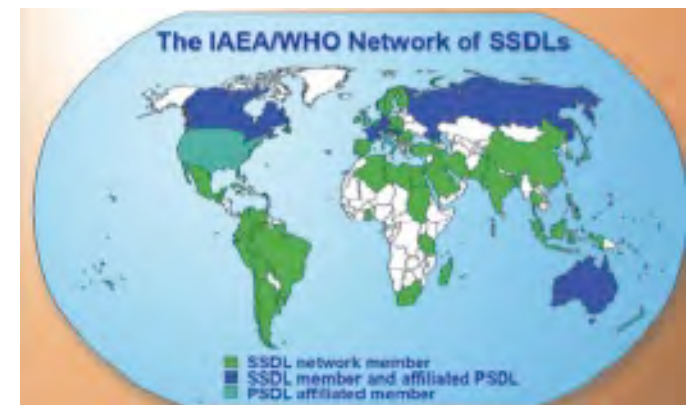 The IAEA/WHO Network of SSDLs
SSDL network member
SSDL member and affiliated PSDL
PSDL affiliated member